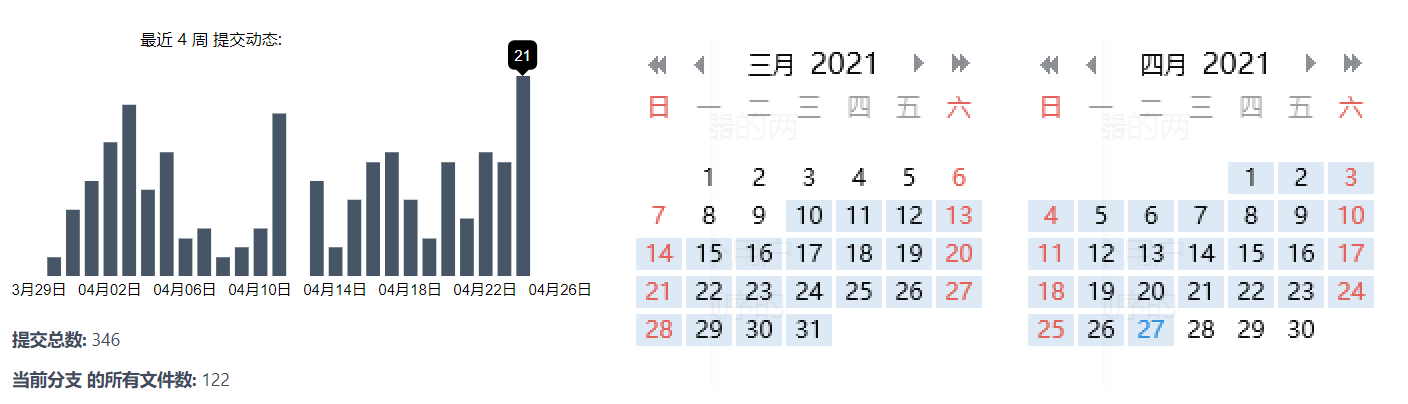 最近 4 周 提交动态:
21
3月29日 04月02日 04月06日 04月10日 04月14日 04月18日 04月22日 04月26日
提交总数: 346
当前分支 的所有文件数: 122
三月 2021
日 一 二 三 四 五 六
1 2 3 4 5 6
7 8 9 10 11 12 13
14 15 16 17 18 19 20
21 22 23 24 25 26 27
28 29 30 31
四月 2021
日 一 二 三 四 五 六
1 2 3
4 5 6 7 8 9 10
11 12 13 14 15 16 17
18 19 20 21 22 23 24
25 26 27 28 29 30